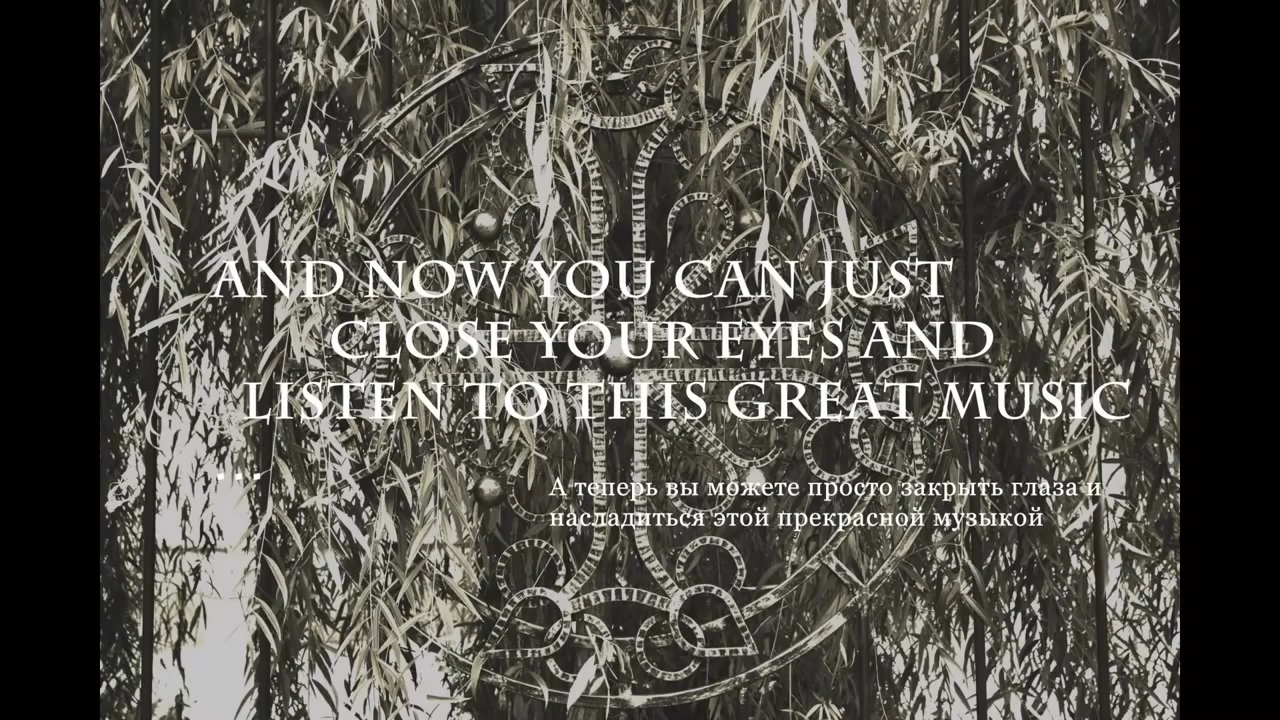 AND NOW YOU CAN JUST
CLOSE YOUR EYES AND
LISTEN TO THIS GREAT MUSIC
...
А теперь вы можете просто закрыть глаза и
насладиться этой прекрасной музыкой